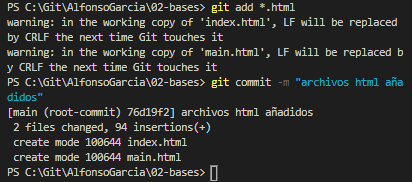 PS C:\Git\AlfonsoGarcia\02-bases> git add *.html
warning: in the working copy of 'index.html', LF will be replaced
by CRLF the next time Git touches it
warning: in the working copy of 'main.html', LF will be replaced b
y CRLF the next time Git touches it
PS C:\Git\AlfonsoGarcia\02-bases> git commit -m "archivos html aña
didos"
[main (root-commit) 76d19f2] archivos html añadidos
 2 files changed, 94 insertions(+)
 create mode 100644 index.html
 create mode 100644 main.html
PS C:\Git\AlfonsoGarcia\02-bases>